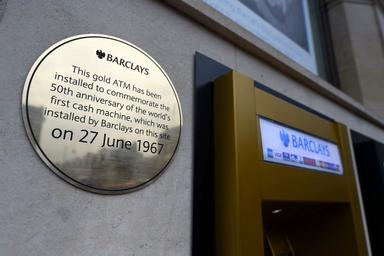 BARCLAYS
This gold ATM has been
installed to commemorate the
50th anniversary of the world's
first cash machine, which was
installed by Barclays on this site
on 27 June 1967
BARCLAYS